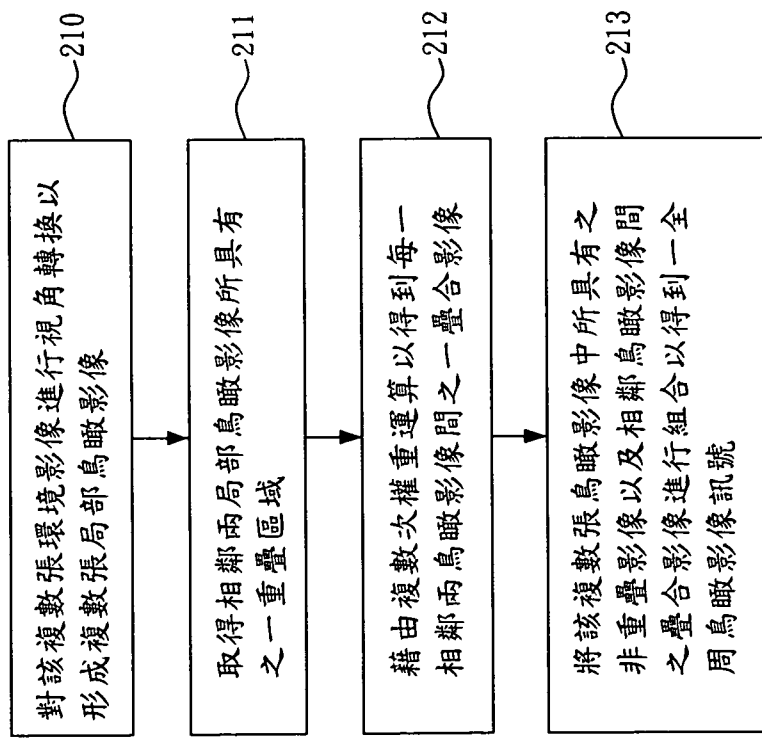 210
對該複數張環境影像進行視角轉換以
形成複數張局部鳥瞰影像
211
取得相鄰兩局部鳥瞰影像所具有
之一重疊區域
212
藉由複數次權重運算以得到每一
相鄰兩鳥瞰影像間之一疊合影像
213
將該複數張鳥瞰影像中所具有之
非重疊影像以及相鄰鳥瞰影像間
之疊合影像進行組合以得到一全
周鳥瞰影像訊號